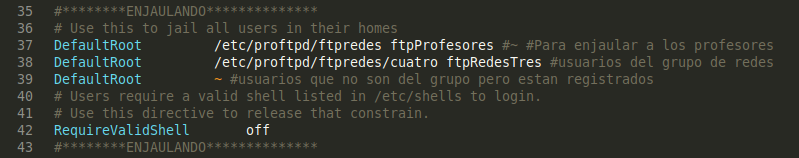 35 #********ENJAULANDO**************
36 # Use this to jail all users in their homes
37 DefaultRoot /etc/proftpd/ftpredes ftpProfesores #~ #Para enjaular a los profesores
38 DefaultRoot /etc/proftpd/ftpredes/cuatro ftpRedesTres #usuarios del grupo de redes
39 DefaultRoot ~ #usuarios que no son del grupo pero estan registrados
40 # Users require a valid shell listed in /etc/shells to login.
41 # Use this directive to release that constrain.
42 RequireValidShell off
43 #********ENJAULANDO**************